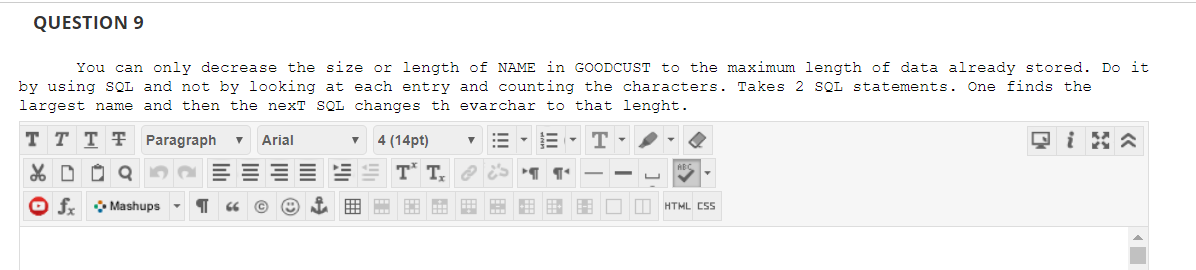 QUESTION 9
You can only decrease the size or length of NAME in GOODCUST to the maximum length of data already stored. Do it
by using SQL and not by looking at each entry and counting the characters. Takes 2 SQL statements. One finds the
largest name and then the nexT SQL changes th evarchar to that lenght.
T T T T Paragraph Arial 4 (14pt) T i
Q T T ABC
fx Mashups ¶ “ © HTML CSS